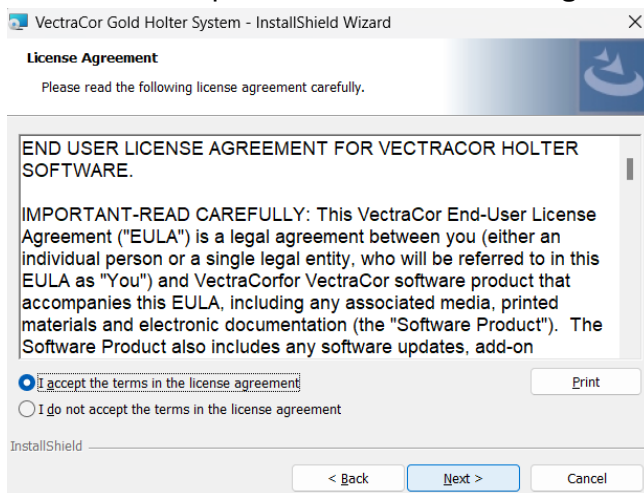 VectraCor Gold Holter System - InstallShield Wizard
License Agreement
Please read the following license agreement carefully.
END USER LICENSE AGREEMENT FOR VECTRACOR HOLTER
SOFTWARE.
IMPORTANT-READ CAREFULLY: This VectraCor End-User License
Agreement ("EULA") is a legal agreement between you (either an
individual person or a single legal entity, who will be referred to in this
EULA as "You") and VectraCorfor VectraCor software product that
accompanies this EULA, including any associated media, printed
materials and electronic documentation (the "Software Product").  The
Software Product also includes any software updates, add-on
I accept the terms in the license agreement
Print
I do not accept the terms in the license agreement
InstallShield
< Back
Next >
Cancel